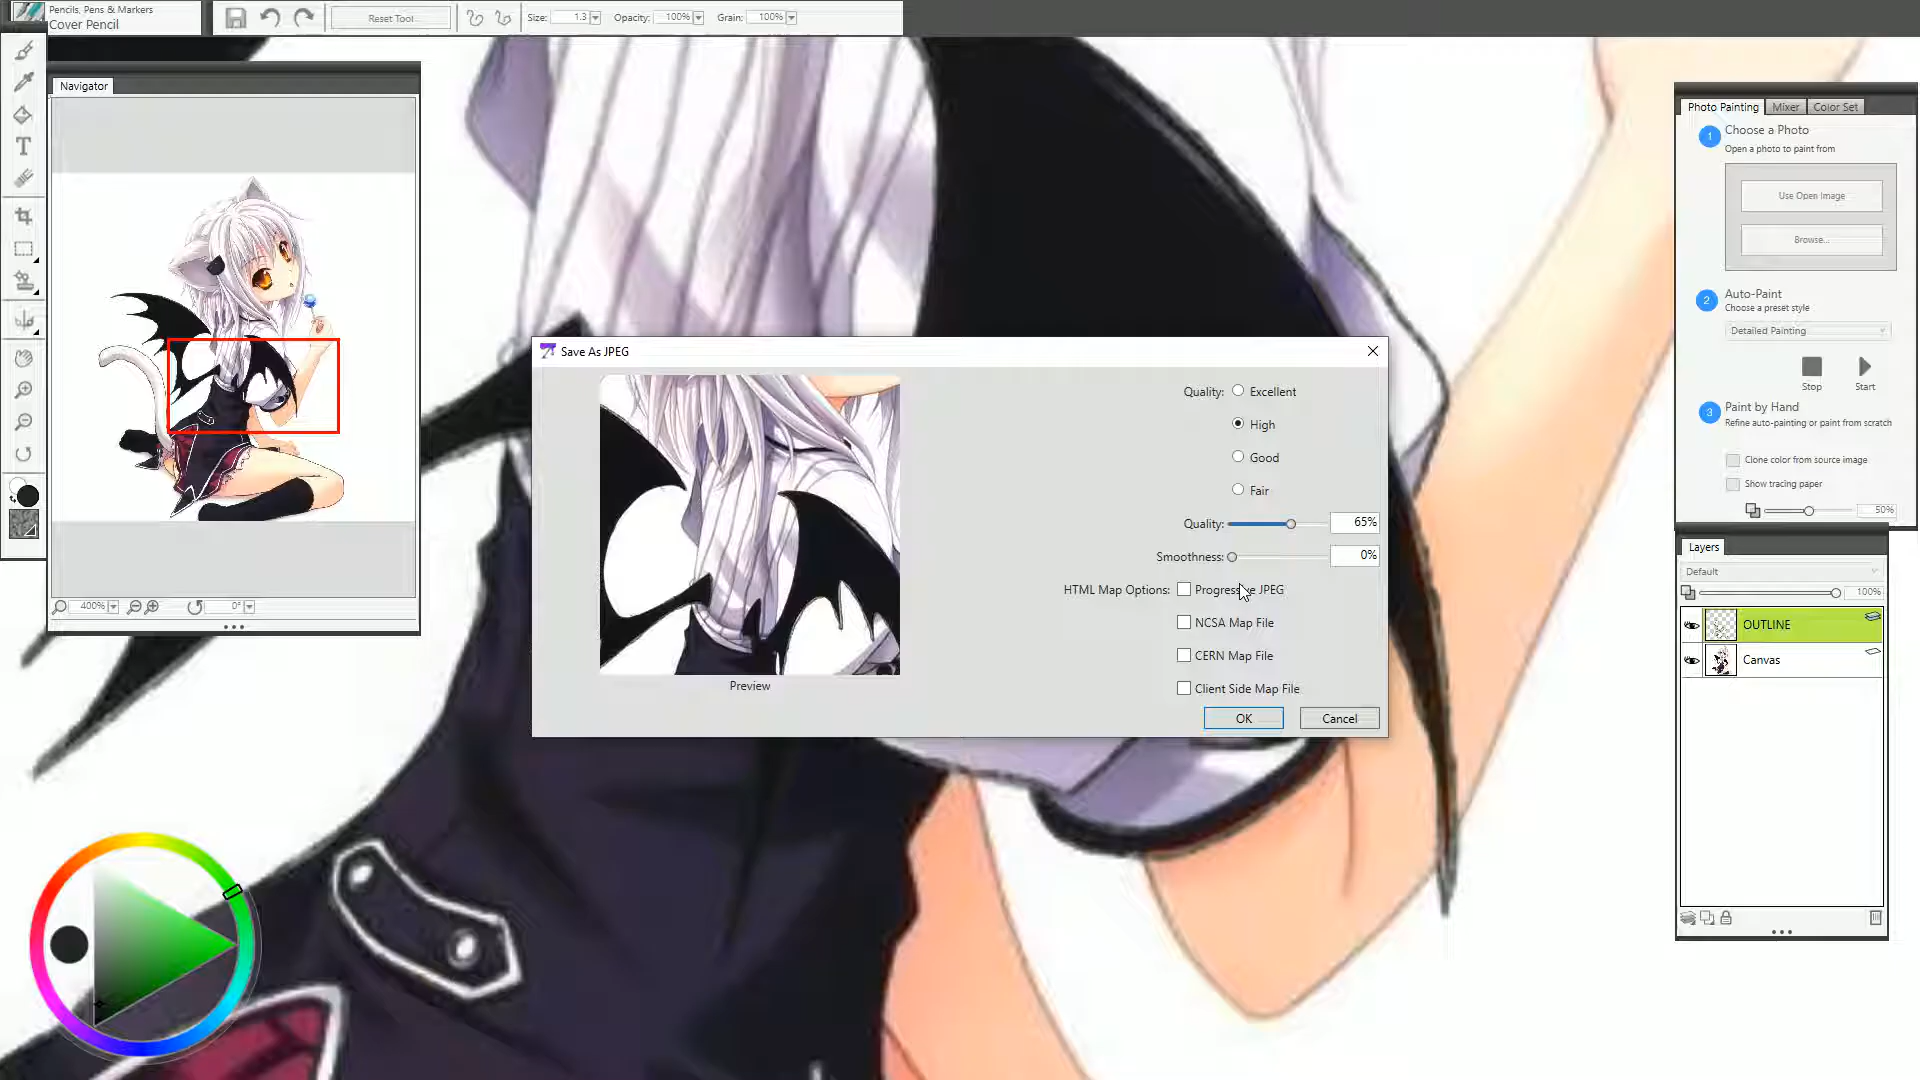 Pencils, Pens & Markers
Cover Pencil
Reset Tool
Size: 1.3
Opacity: 100%
Grain: 100%
Navigator
400%
0°
Save As JPEG
Preview
Quality: Excellent
High
Good
Fair
Quality: 65%
Smoothness: 0%
HTML Map Options: Progressive JPEG
NCSA Map File
CERN Map File
Client Side Map File
OK
Cancel
Photo Painting
Mixer
Color Set
1
Choose a Photo
Open a photo to paint from
Use Open Image
Browse...
2
Auto-Paint
Choose a preset style
Detailed Painting
Stop
Start
3
Paint by Hand
Refine auto-painting or paint from scratch
Clone color from source image
Show tracing paper
50%
Layers
Default
100%
OUTLINE
Canvas